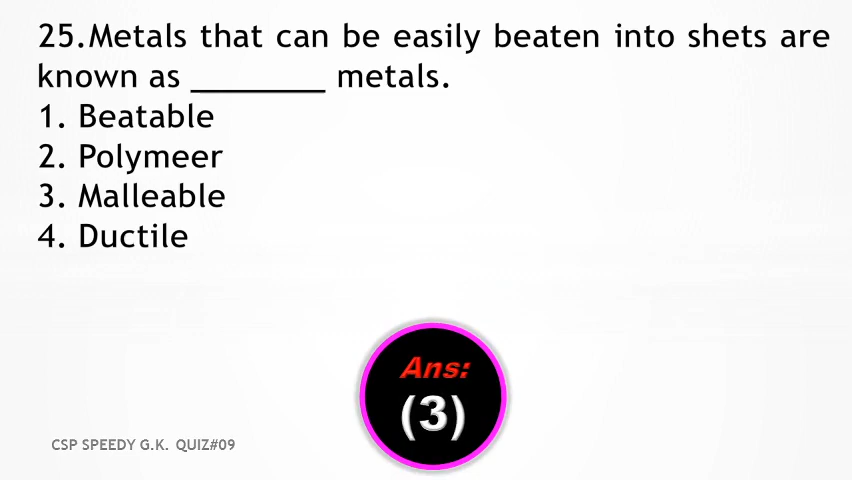 25.Metals that can be easily beaten into shets are
known as ________ metals.
1. Beatable
2. Polymeer
3. Malleable
4. Ductile
Ans:
(3)
CSP SPEEDY G.K. QUIZ#09